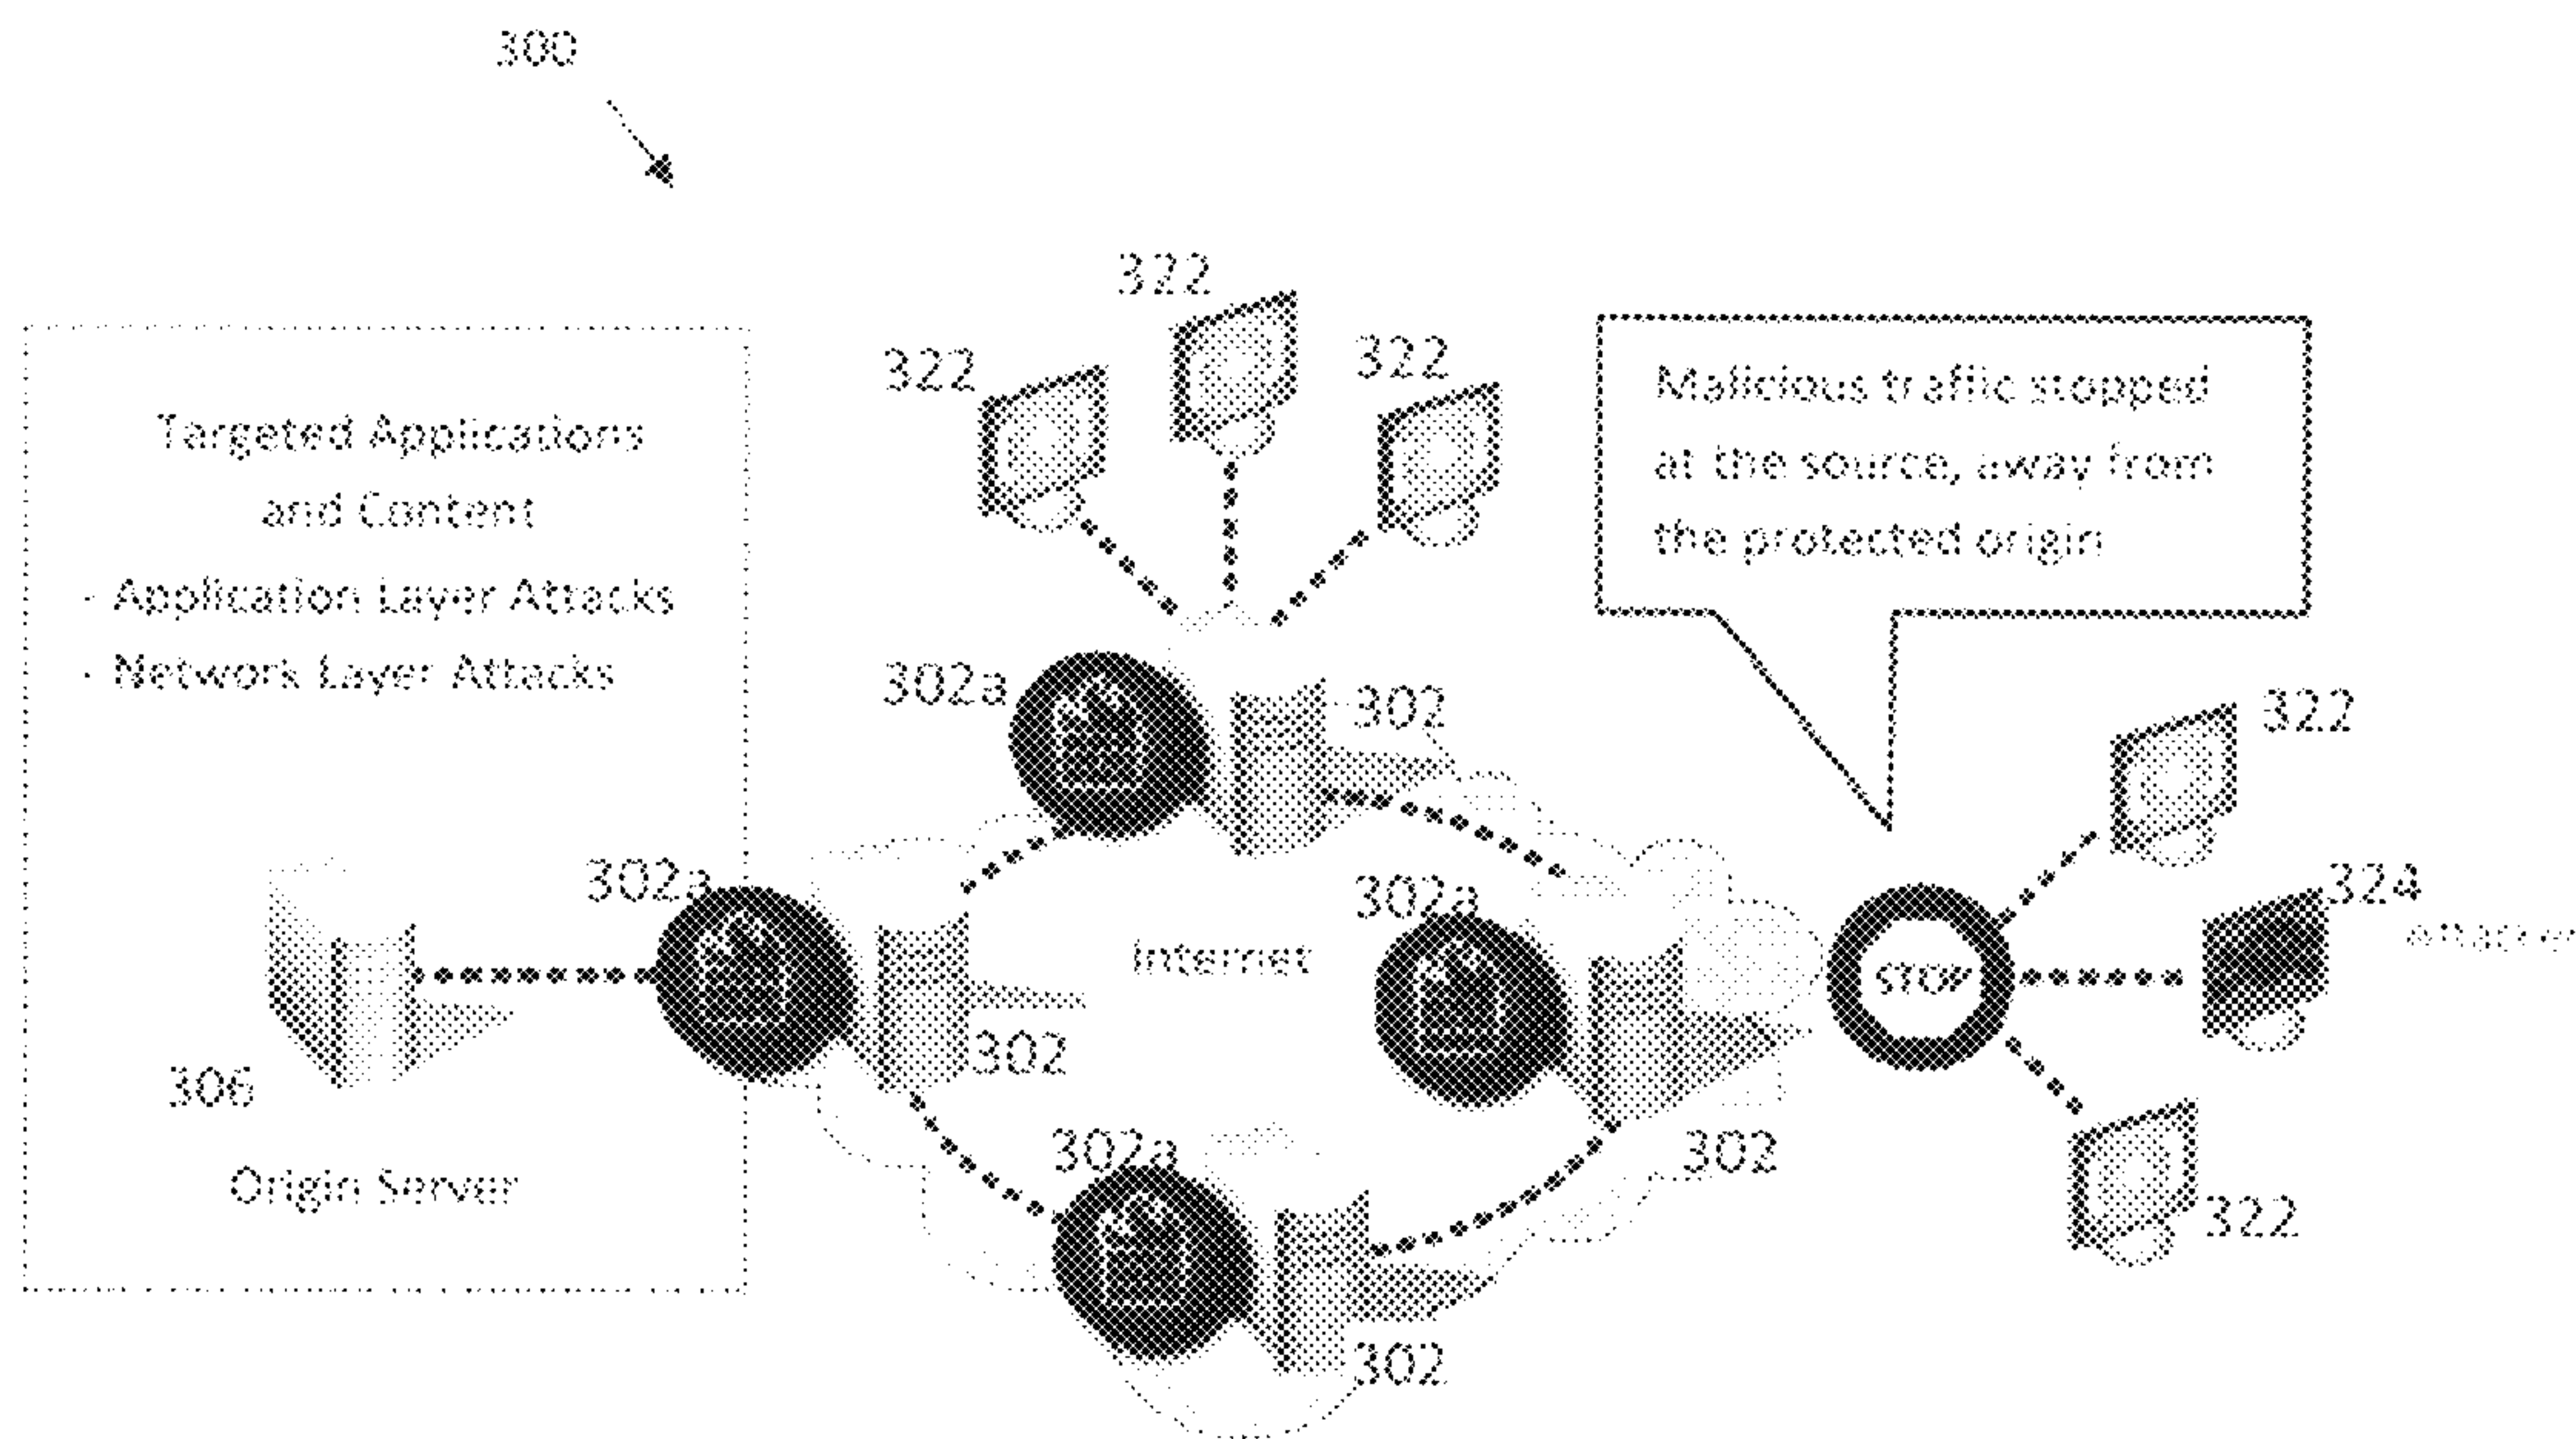 300
322
322
322
Targeted Applications
and Content
· Application Layer Attacks
· Network Layer Attacks
Malicious traffic stopped
at the source, away from
the protected origin
302a
302
322
302a
302a
324
Attacker
Internet
STOP
302
306
302a
302
Origin Server
322
302